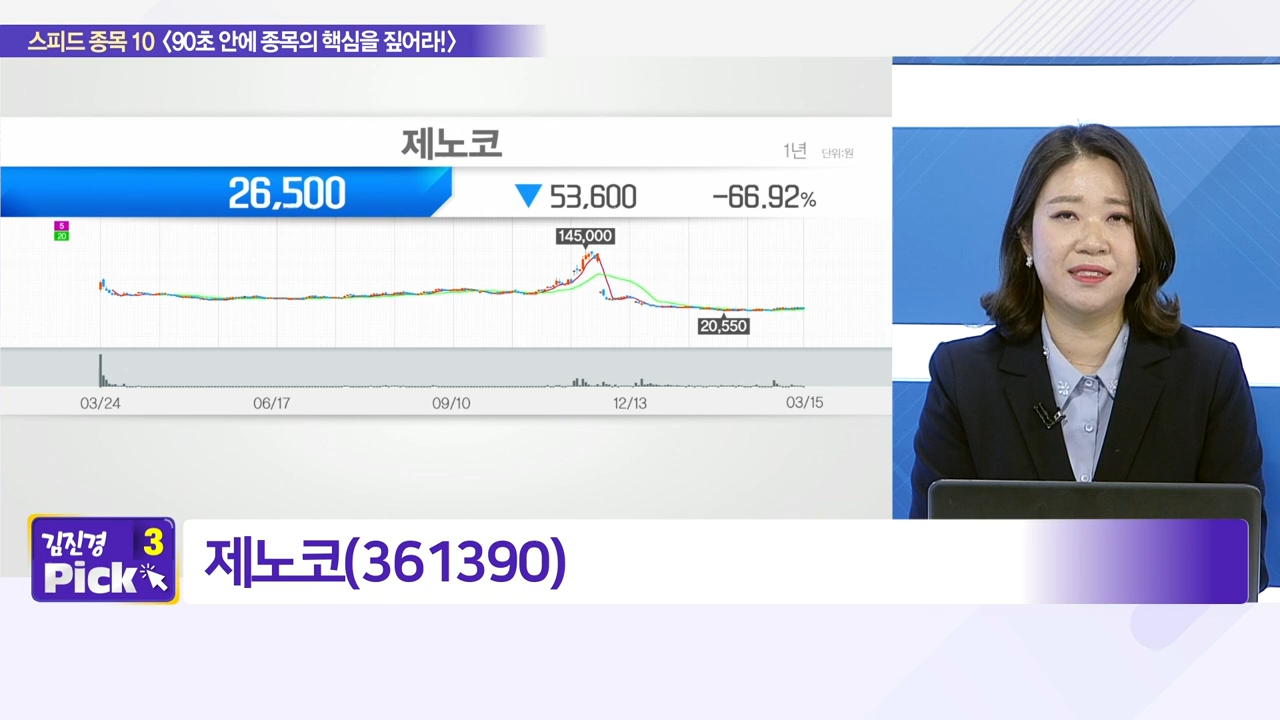 스피드 종목 10 <90초 안에 종목의 핵심을 짚어라!>
제노코
1년 단위:원
26,500 ▼ 53,600 -66.92%
5
20
145,000
20,550
03/24 06/17 09/10 12/13 03/15
김진경 3
Pick
제노코(361390)